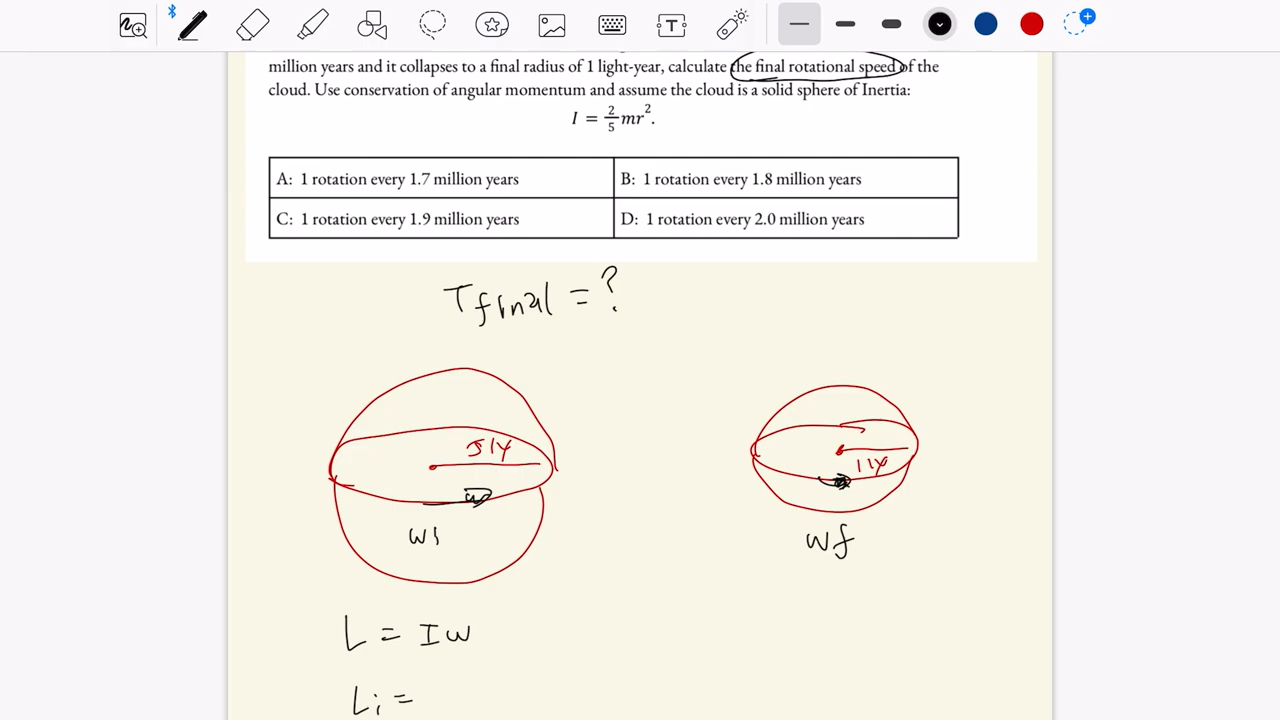 million years and it collapses to a final radius of 1 light-year, calculate the final rotational speed of the
cloud. Use conservation of angular momentum and assume the cloud is a solid sphere of Inertia:
I = 2/5 mr².
A: 1 rotation every 1.7 million years
B: 1 rotation every 1.8 million years
C: 1 rotation every 1.9 million years
D: 1 rotation every 2.0 million years
Tfinal = ?
5 ly
1 ly
wi
wf
L = Iw
Li =